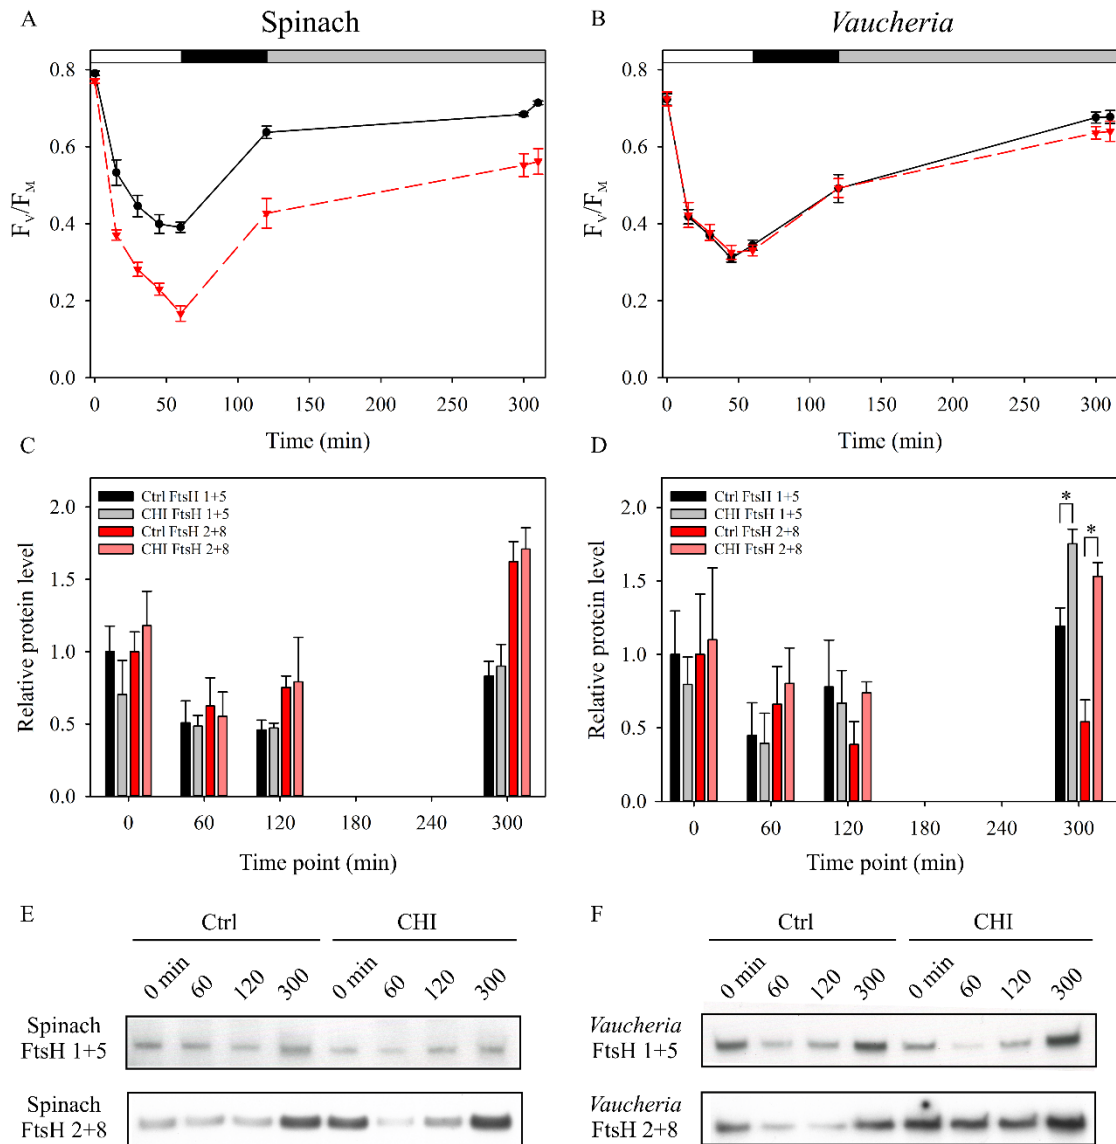 A
Spinach
B
Vaucheria
0.8
0.6
0.4
0.2
0.0
F_V/F_M
0 50 100 150 200 250 300
Time (min)
0.8
0.6
0.4
0.2
0.0
F_V/F_M
0 50 100 150 200 250 300
Time (min)
C
2.0
1.5
1.0
0.5
0.0
Relative protein level
Ctrl FtsH 1+5
CHI FtsH 1+5
Ctrl FtsH 2+8
CHI FtsH 2+8
0 60 120 180 240 300
Time point (min)
D
2.0
1.5
1.0
0.5
0.0
Relative protein level
Ctrl FtsH 1+5
CHI FtsH 1+5
Ctrl FtsH 2+8
CHI FtsH 2+8
* *
0 60 120 180 240 300
Time point (min)
E
Ctrl CHI
0 min 60 120 300 0 min 60 120 300
Spinach
FtsH 1+5
Spinach
FtsH 2+8
F
Ctrl CHI
0 min 60 120 300 0 min 60 120 300
Vaucheria
FtsH 1+5
Vaucheria
FtsH 2+8